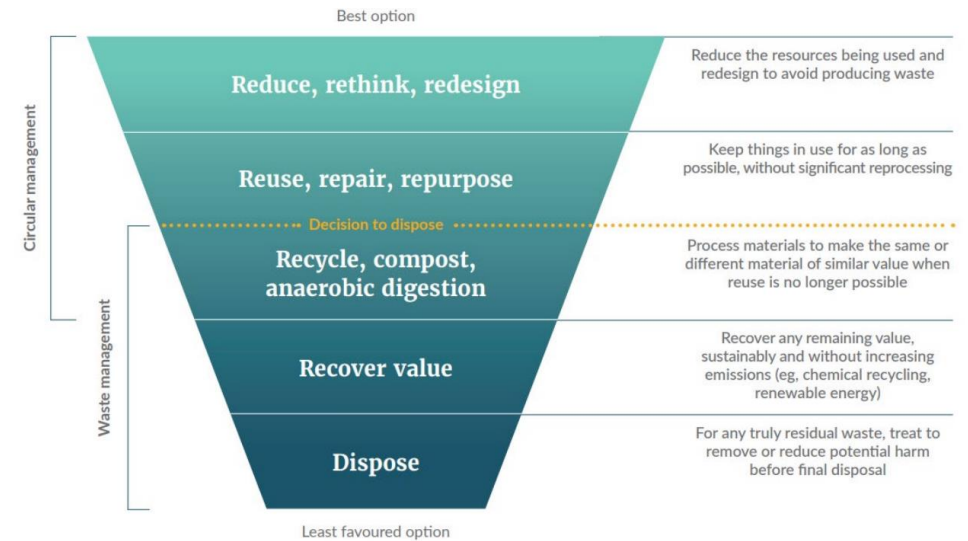 Best option
Circular management
Waste management
Reduce, rethink, redesign
Reduce the resources being used and
redesign to avoid producing waste
Reuse, repair, repurpose
Keep things in use for as long as
possible, without significant reprocessing
Decision to dispose
Recycle, compost,
anaerobic digestion
Process materials to make the same or
different material of similar value when
reuse is no longer possible
Recover value
Recover any remaining value,
sustainably and without increasing
emissions (eg, chemical recycling,
renewable energy)
Dispose
For any truly residual waste, treat to
remove or reduce potential harm
before final disposal
Least favoured option